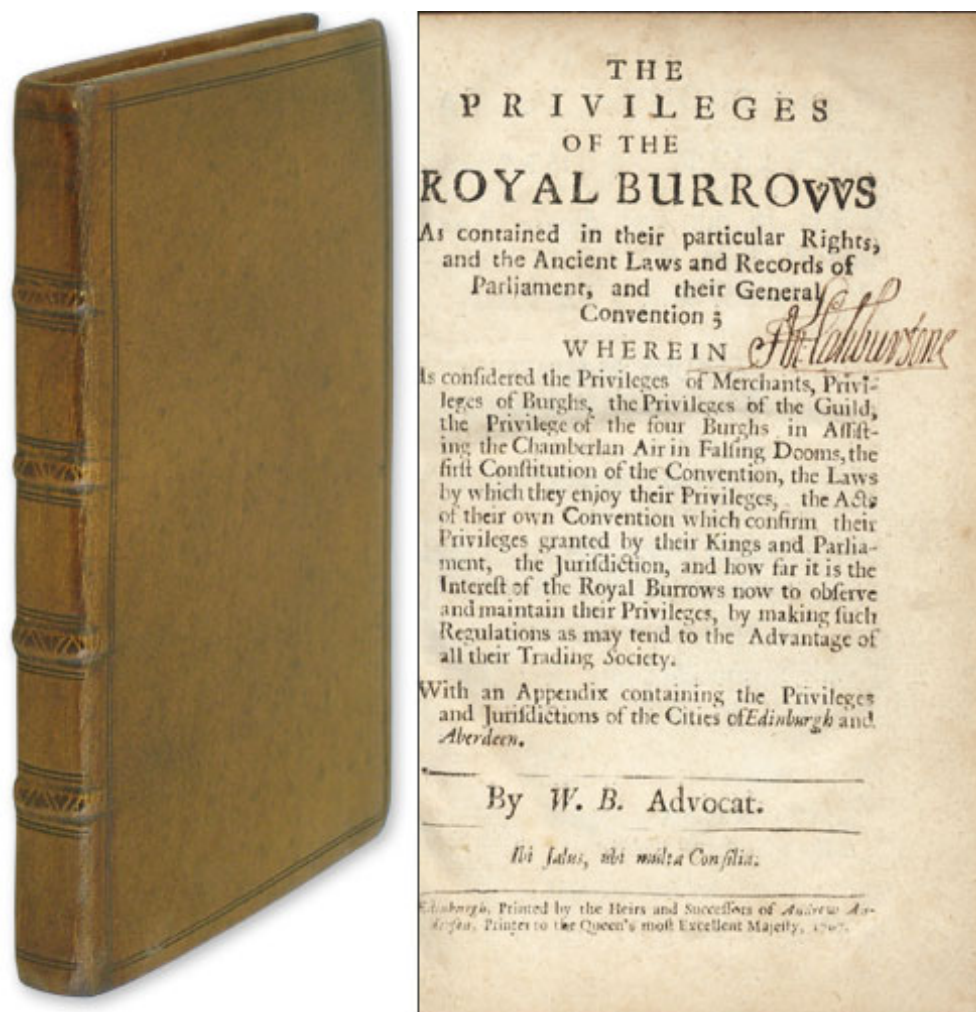 THE
PRIVILEGES
OF THE
ROYAL BURROWS
As contained in their particular Rights,
and the Ancient Laws and Records of
Parliament, and their General
Convention;
WHEREIN
Is conſidered the Privileges of Merchants, Privi-
leges of Burghs, the Privileges of the Guild,
the Privilege of the four Burghs in Aſſiſt-
ing the Chamberlan Air in Falſing Dooms, the
firſt Conſtitution of the Convention, the Laws
by which they enjoy their Privileges, the Acts
of their own Convention which confirm their
Privileges granted by their Kings and Parlia-
ment, the Juriſdiction, and how far it is the
Intereſt of the Royal Burrows now to obſerve
and maintain their Privileges, by making ſuch
Regulations as may tend to the Advantage of
all their Trading Society.
With an Appendix containing the Privileges
and Juriſdictions of the Cities of Edinburgh and
Aberdeen.
By W. B. Advocat.
Ibi ſalus, ubi multa Conſilia.
Edinburgh, Printed by the Heirs and Succeſſors of Andrew An-
derſon, Printer to the Queen's moſt Excellent Majeſty, 1707.